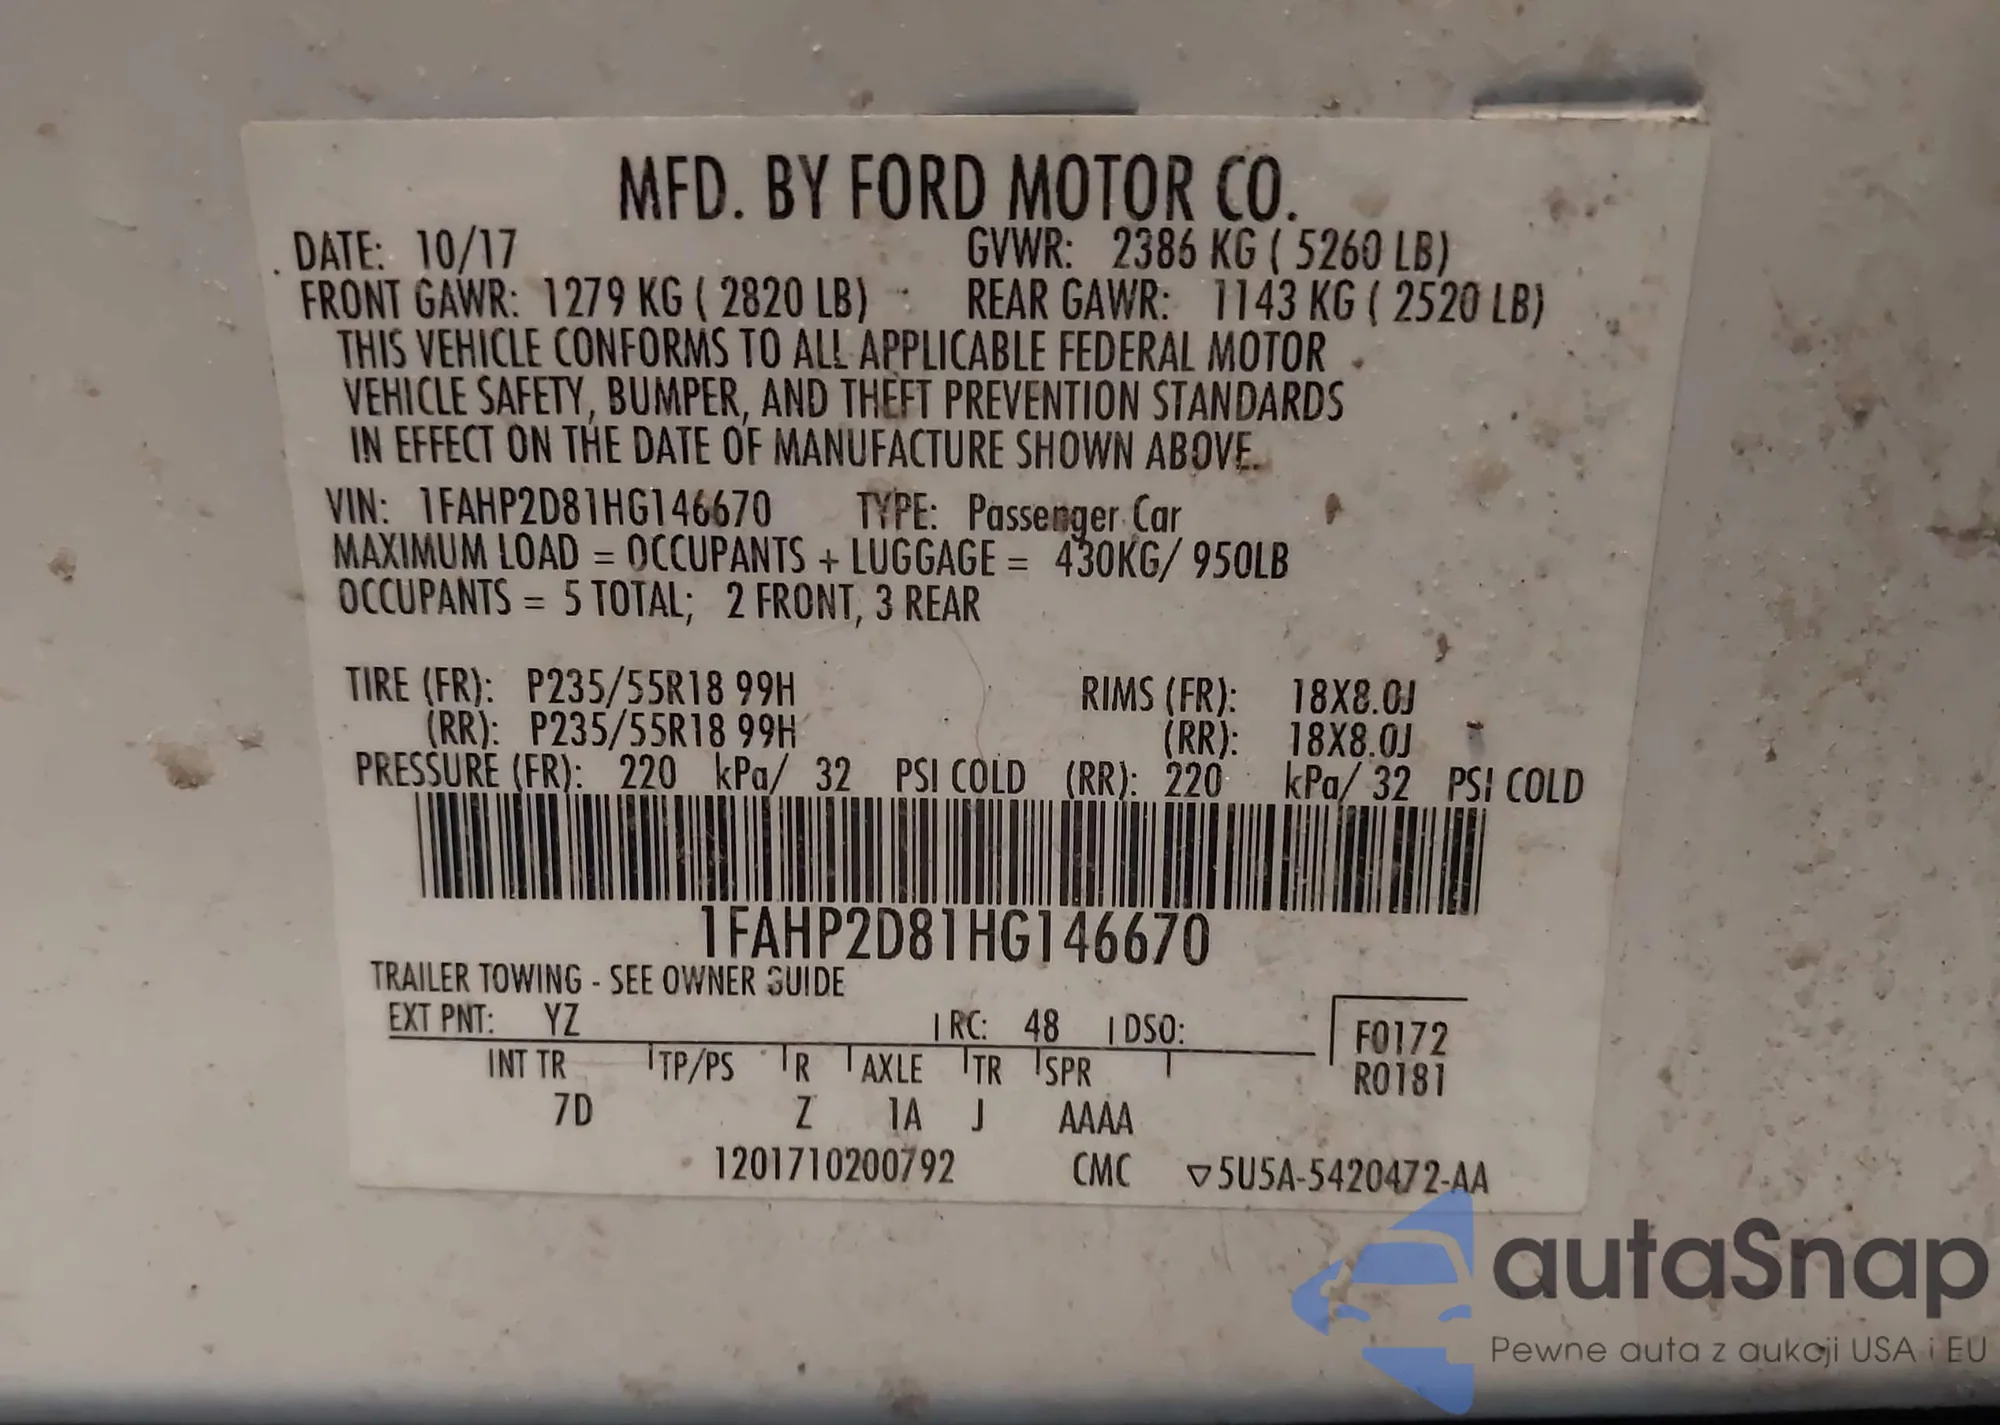 MFD. BY FORD MOTOR CO.
DATE: 10/17 GVWR: 2386 KG ( 5260 LB)
FRONT GAWR: 1279 KG ( 2820 LB) REAR GAWR: 1143 KG ( 2520 LB)
THIS VEHICLE CONFORMS TO ALL APPLICABLE FEDERAL MOTOR
VEHICLE SAFETY, BUMPER, AND THEFT PREVENTION STANDARDS
IN EFFECT ON THE DATE OF MANUFACTURE SHOWN ABOVE.
VIN: 1FAHP2D81HG146670 TYPE: Passenger Car
MAXIMUM LOAD = OCCUPANTS + LUGGAGE = 430KG/ 950LB
OCCUPANTS = 5 TOTAL; 2 FRONT, 3 REAR
TIRE (FR): P235/55R18 99H RIMS (FR): 18X8.0J
(RR): P235/55R18 99H (RR): 18X8.0J
PRESSURE (FR): 220 kPa/ 32 PSI COLD (RR): 220 kPa/ 32 PSI COLD
1FAHP2D81HG146670
TRAILER TOWING - SEE OWNER GUIDE
EXT PNT: YZ RC: 48 DSO: F0172
R0181
INT TR TP/PS R AXLE TR SPR
7D Z 1A J AAAA
1201710200792 CMC ▽5U5A-5420472-AA
autaSnap
Pewne auta z aukcji USA i EU